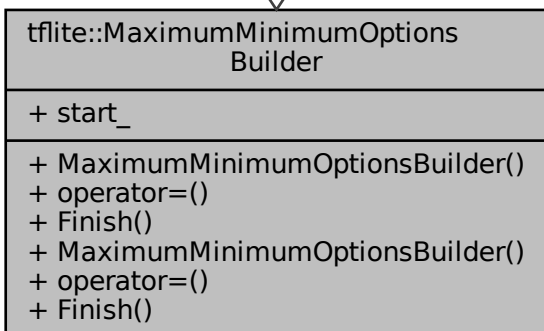 tflite::MaximumMinimumOptions
Builder
+ start_
+ MaximumMinimumOptionsBuilder()
+ operator=()
+ Finish()
+ MaximumMinimumOptionsBuilder()
+ operator=()
+ Finish()